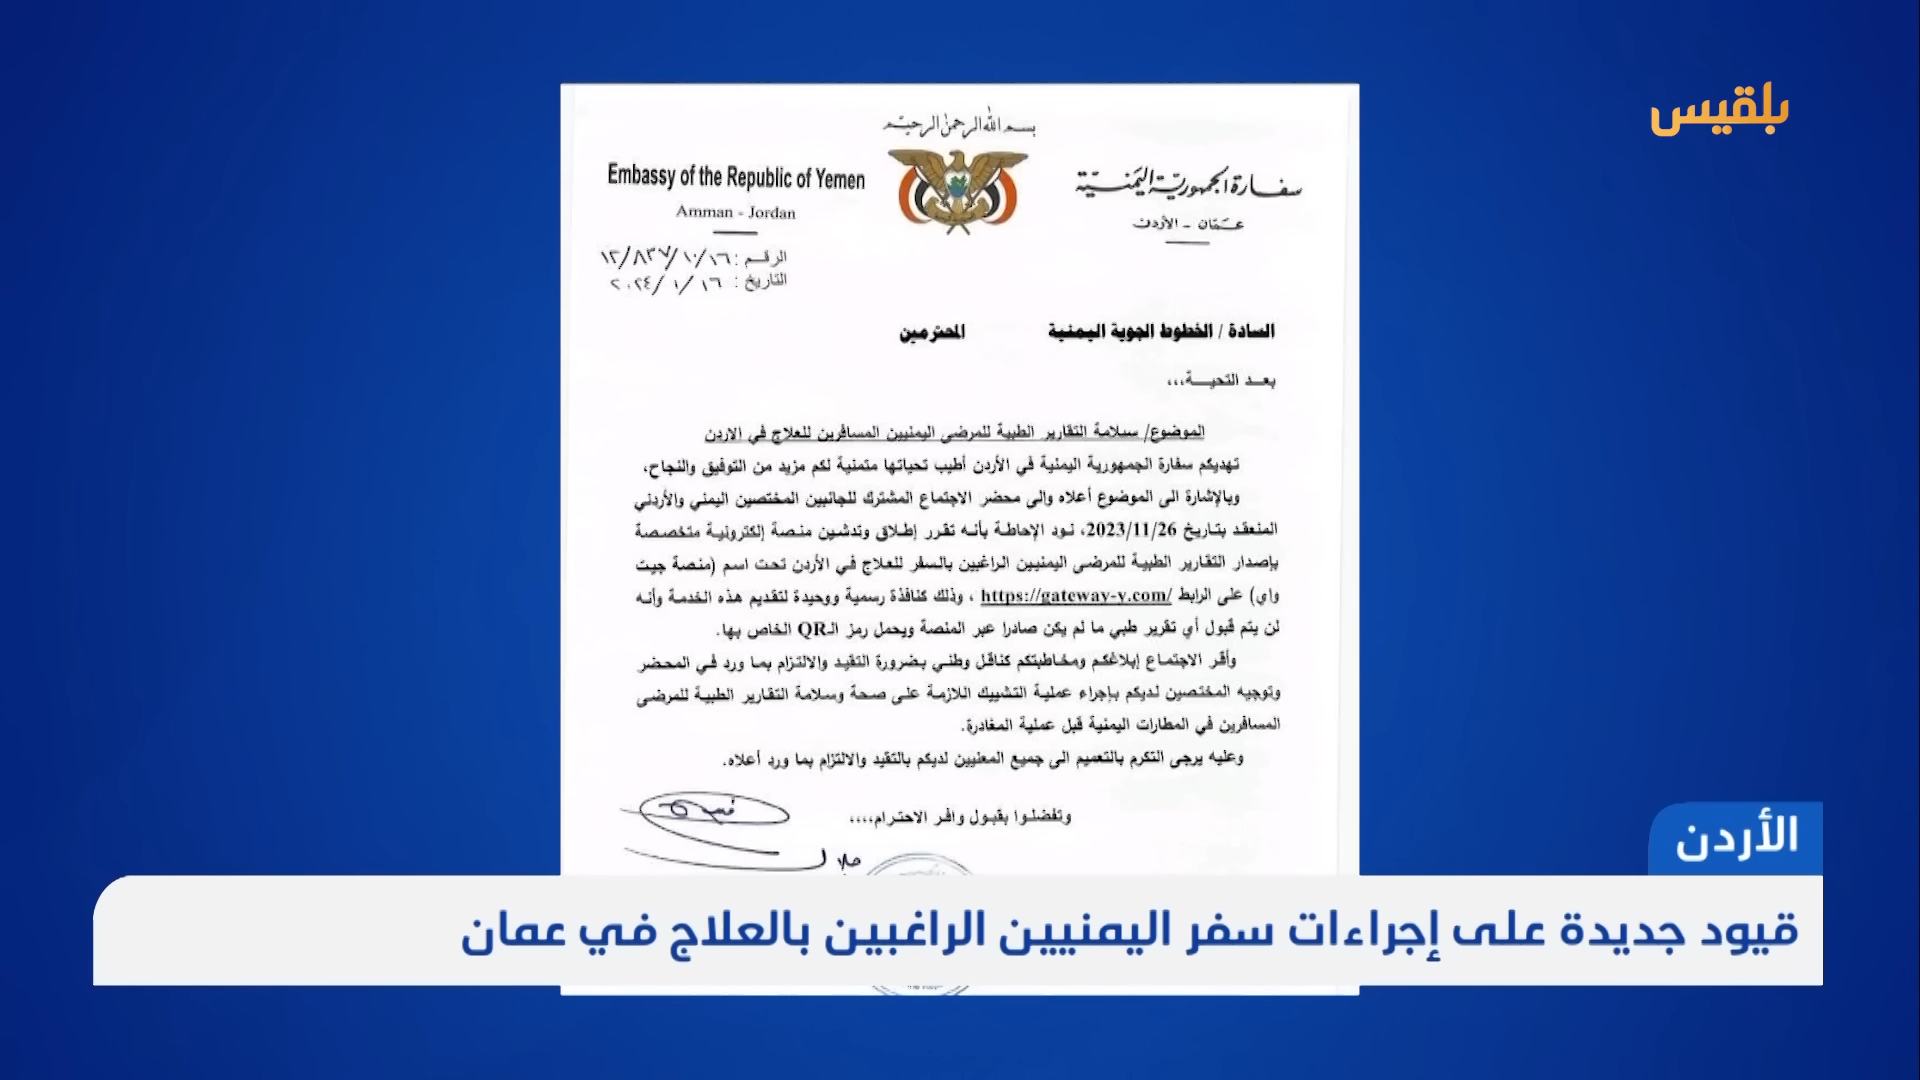 بلقيس
بسم الله الرحمن الرحيم
سفارة الجمهورية اليمنية
عمّان - الأردن
Embassy of the Republic of Yemen
Amman - Jordan
الرقم : ١٢/٨٣٧/١٠/١٦
التاريخ : ١٦ / ١ / ٢٠٢٤
السادة / الخطوط الجوية اليمنية المحترمين
بعد التحية،،،
الموضوع/ سلامة التقارير الطبية للمرضى اليمنيين المسافرين للعلاج في الاردن
تهديكم سفارة الجمهورية اليمنية في الأردن أطيب تحياتها متمنية لكم مزيد من التوفيق والنجاح،
وبالإشارة الى الموضوع أعلاه والى محضر الاجتماع المشترك للجانبين المختصين اليمني والأردني
المنعقد بتاريخ 2023/11/26، نود الإحاطة بأنه تقرر إطلاق وتدشين منصة إلكترونية متخصصة
بإصدار التقارير الطبية للمرضى اليمنيين الراغبين بالسفر للعلاج في الأردن تحت اسم (منصة جيت
واي) على الرابط https://gateway-y.com/ ، وذلك كنافذة رسمية ووحيدة لتقديم هذه الخدمة وأنه
لن يتم قبول أي تقرير طبي ما لم يكن صادرا عبر المنصة ويحمل رمز الـQR الخاص بها.
وأقر الاجتماع إبلاغكم ومخاطبتكم كناقل وطني بضرورة التقيد والالتزام بما ورد في المحضر
وتوجيه المختصين لديكم بإجراء عملية التشييك اللازمة على صحة وسلامة التقارير الطبية للمرضى
المسافرين في المطارات اليمنية قبل عملية المغادرة.
وعليه يرجى التكرم بالتعميم الى جميع المعنيين لديكم بالتقيد والالتزام بما ورد أعلاه.
وتفضلوا بقبول وافر الاحترام،،،،
الأردن
قيود جديدة على إجراءات سفر اليمنيين الراغبين بالعلاج في عمان